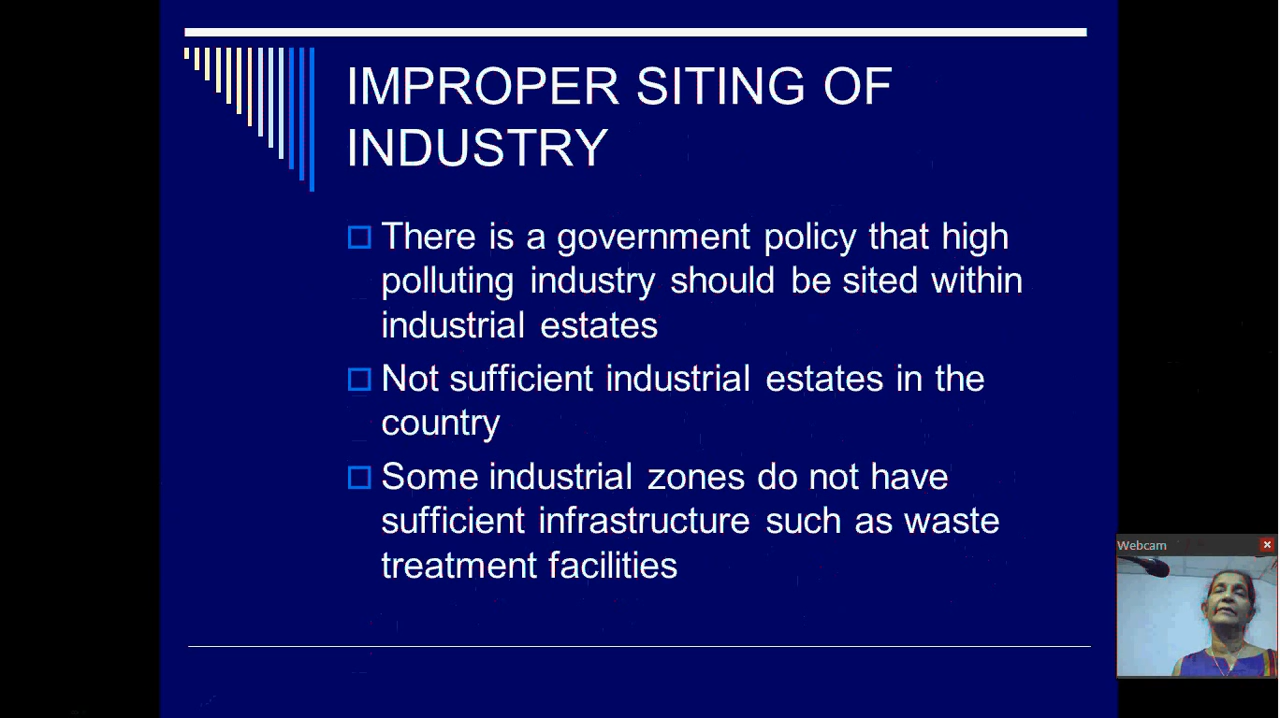 IMPROPER SITING OF
INDUSTRY
There is a government policy that high
polluting industry should be sited within
industrial estates
Not sufficient industrial estates in the
country
Some industrial zones do not have
sufficient infrastructure such as waste
treatment facilities
Webcam